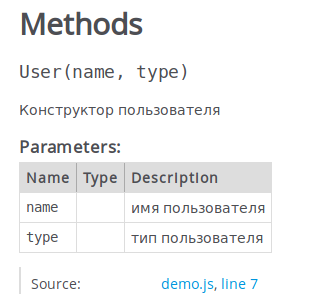 Methods
User(name, type)
Конструктор пользователя
Parameters:
Name Type Description
name имя пользователя
type тип пользователя
Source: demo.js, line 7